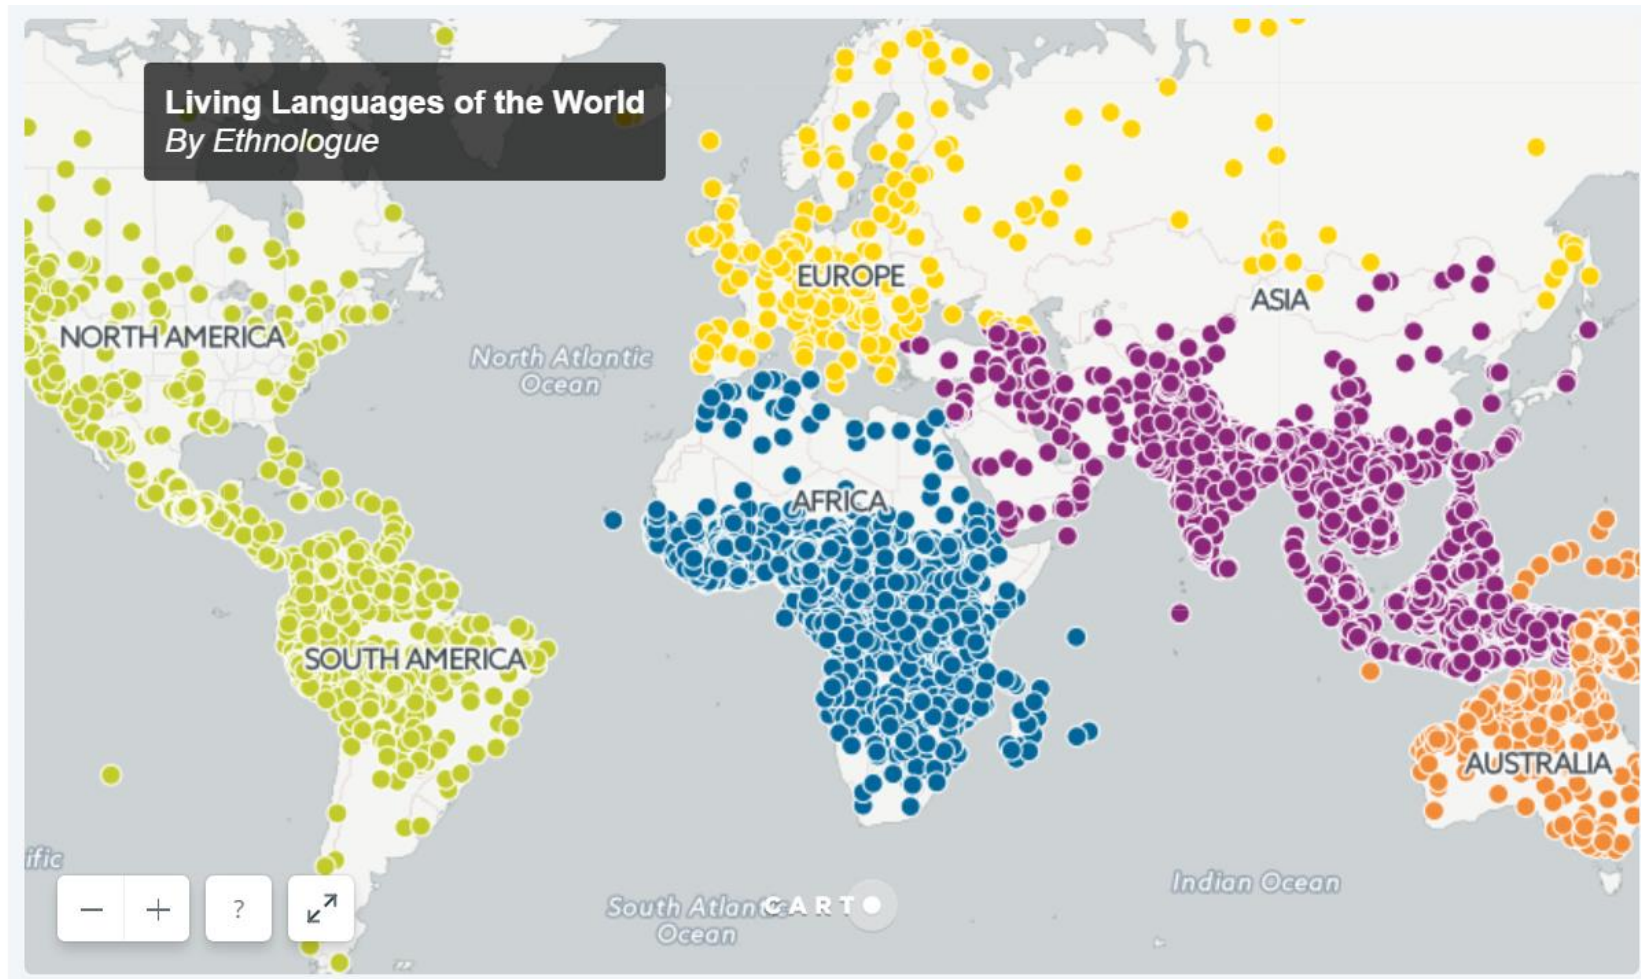 Living Languages of the World
By Ethnologue
EUROPE
ASIA
NORTH AMERICA
North Atlantic
Ocean
AFRICA
SOUTH AMERICA
AUSTRALIA
ific
Indian Ocean
South Atlantic
Ocean
CARTO
?